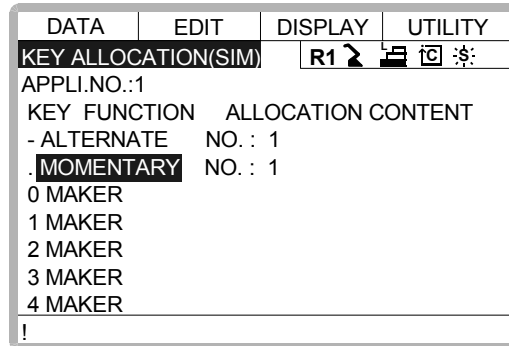 DATA EDIT DISPLAY UTILITY
KEY ALLOCATION(SIM) R1 C S
APPLI.NO.:1
KEY FUNCTION ALLOCATION CONTENT
- ALTERNATE NO. : 1
. MOMENTARY NO. : 1
0 MAKER
1 MAKER
2 MAKER
3 MAKER
4 MAKER
!